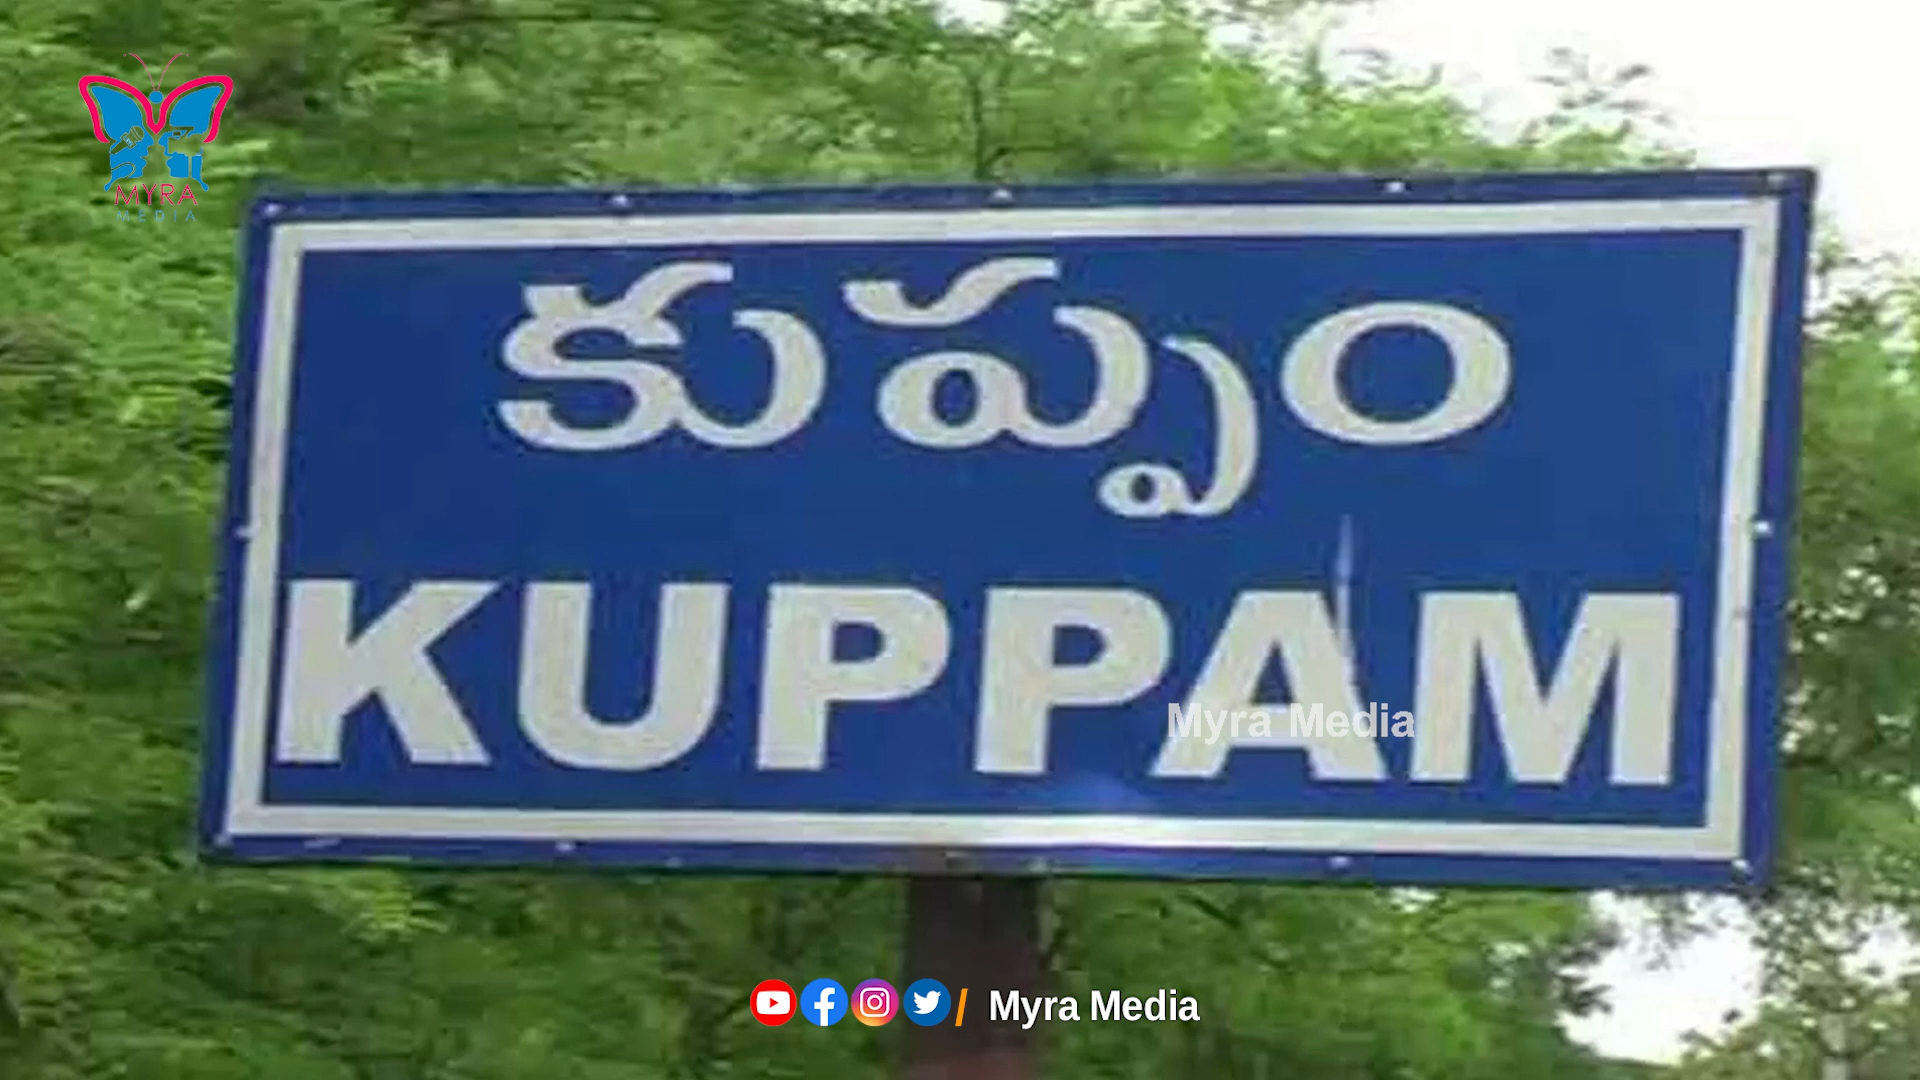 MYRA
MEDIA
కుప్పం
KUPPAM
Myra Media
/ Myra Media